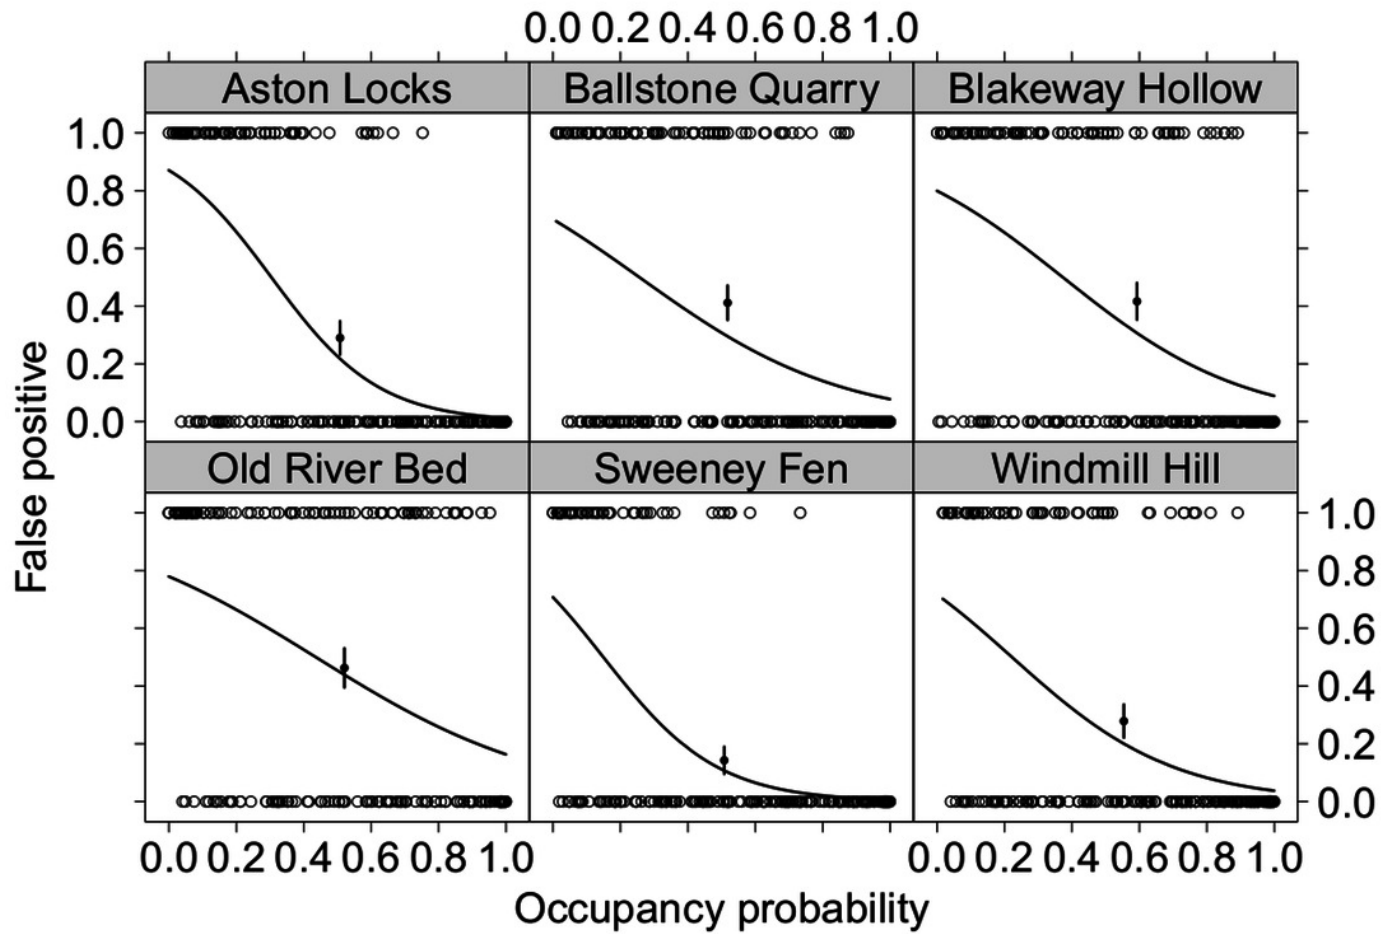 0.0 0.2 0.4 0.6 0.8 1.0
Aston Locks Ballstone Quarry Blakeway Hollow
1.0
0.8
0.6
0.4
0.2
0.0
False positive
Old River Bed Sweeney Fen Windmill Hill
1.0
0.8
0.6
0.4
0.2
0.0
0.0 0.2 0.4 0.6 0.8 1.0 0.0 0.2 0.4 0.6 0.8 1.0
Occupancy probability